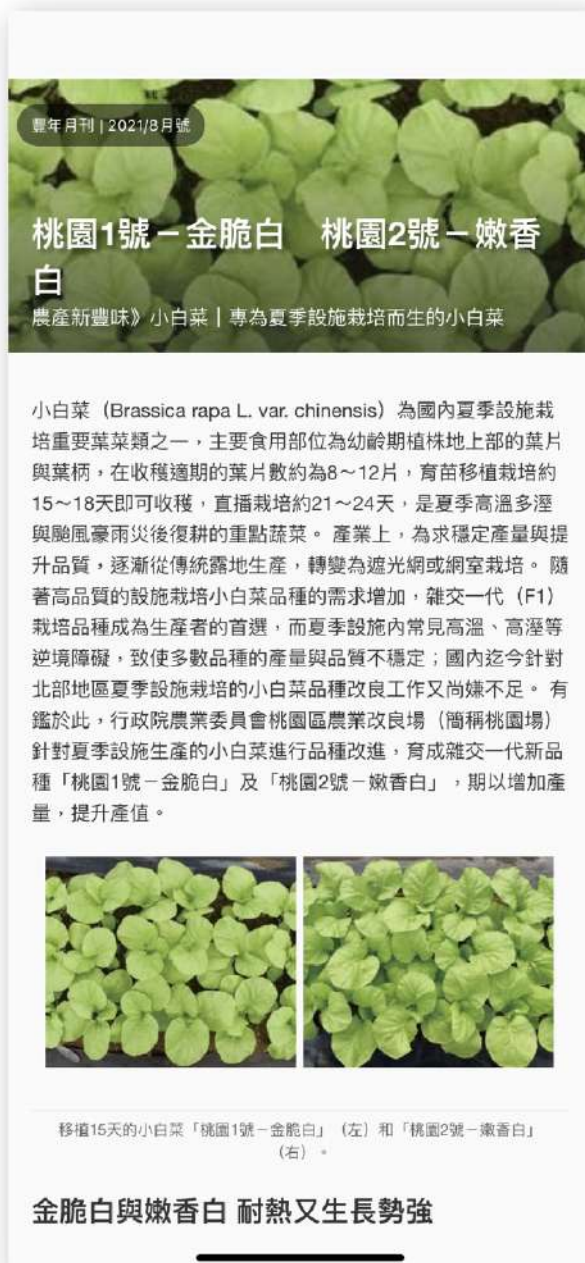 豐年月刊 | 2021/8月號
桃園1號－金脆白　桃園2號－嫩香
白
農產新豐味》小白菜｜專為夏季設施栽培而生的小白菜
小白菜（Brassica rapa L. var. chinensis）為國內夏季設施栽
培重要葉菜類之一，主要食用部位為幼齡期植株地上部的葉片
與葉柄，在收穫適期的葉片數約為8～12片，育苗移植栽培約
15～18天即可收穫，直播栽培約21～24天，是夏季高溫多溼
與颱風豪雨災後復耕的重點蔬菜。 產業上，為求穩定產量與提
升品質，逐漸從傳統露地生產，轉變為遮光網或網室栽培。 隨
著高品質的設施栽培小白菜品種的需求增加，雜交一代（F1）
栽培品種成為生產者的首選，而夏季設施內常見高溫、高溼等
逆境障礙，致使多數品種的產量與品質不穩定；國內迄今針對
北部地區夏季設施栽培的小白菜品種改良工作又尚嫌不足。 有
鑑於此，行政院農業委員會桃園區農業改良場（簡稱桃園場）
針對夏季設施生產的小白菜進行品種改進，育成雜交一代新品
種「桃園1號－金脆白」及「桃園2號－嫩香白」，期以增加產
量，提升產值。
移植15天的小白菜「桃園1號－金脆白」（左）和「桃園2號－嫩香白」
（右）。
金脆白與嫩香白 耐熱又生長勢強